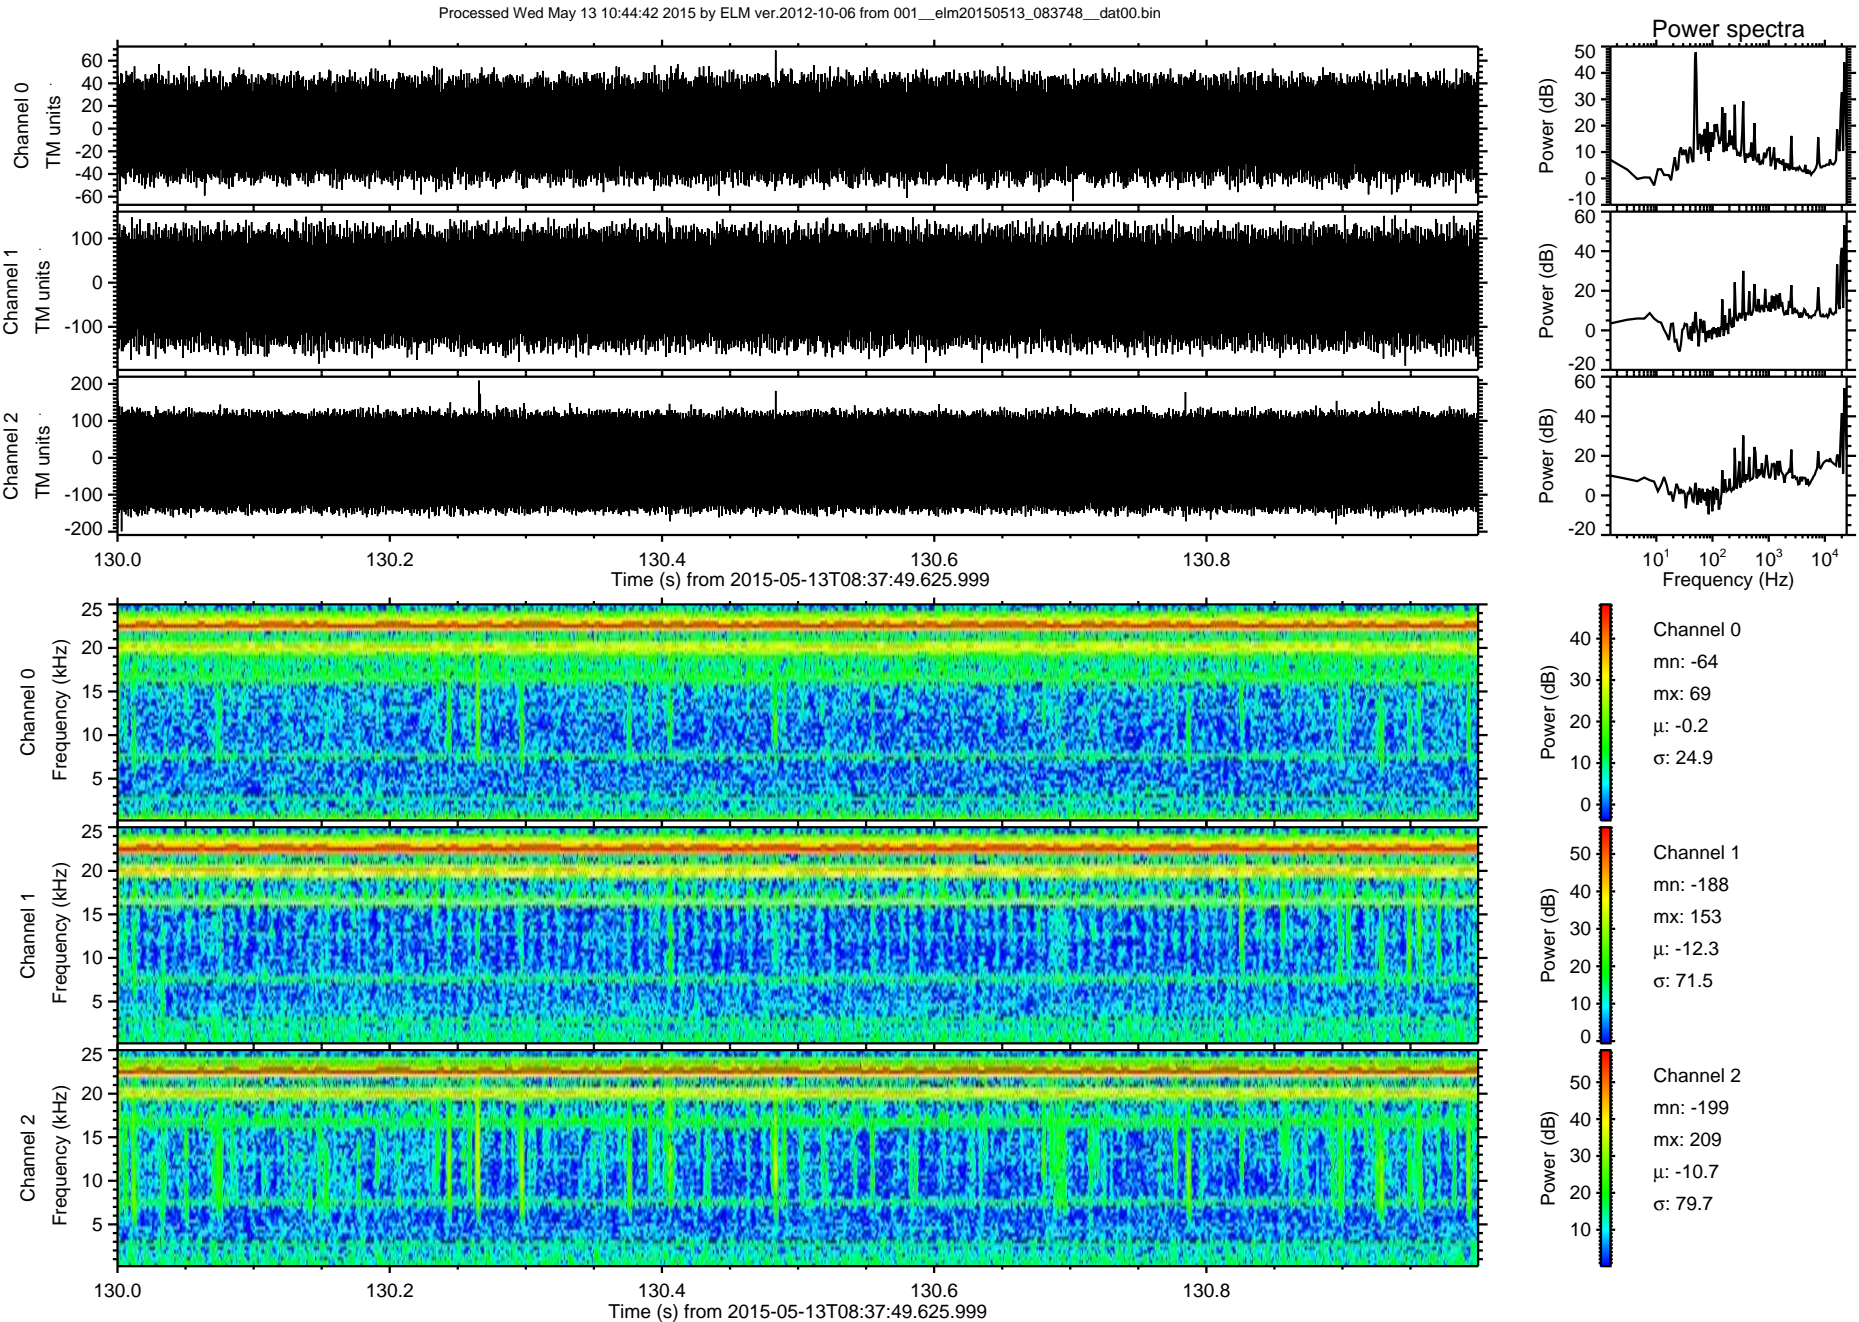 Processed Wed May 13 10:44:42 2015 by ELM ver.2012-10-06 from 001__elm20150513_083748__dat00.bin
Power spectra
Channel 0
TM units
60
40
20
0
-20
-40
-60
Power (dB)
50
40
30
20
10
0
-10
Channel 1
TM units
100
0
-100
Power (dB)
60
40
20
0
-20
Channel 2
TM units
200
100
0
-100
-200
Power (dB)
60
40
20
0
-20
130.0 130.2 130.4 130.6 130.8
Time (s) from 2015-05-13T08:37:49.625.999
10^1 10^2 10^3 10^4
Frequency (Hz)
Channel 0
Frequency (kHz)
25
20
15
10
5
Power (dB)
40
30
20
10
0
Channel 0
mn: -64
mx: 69
μ: -0.2
σ: 24.9
Channel 1
Frequency (kHz)
25
20
15
10
5
Power (dB)
50
40
30
20
10
0
Channel 1
mn: -188
mx: 153
μ: -12.3
σ: 71.5
Channel 2
Frequency (kHz)
25
20
15
10
5
Power (dB)
50
40
30
20
10
Channel 2
mn: -199
mx: 209
μ: -10.7
σ: 79.7
130.0 130.2 130.4 130.6 130.8
Time (s) from 2015-05-13T08:37:49.625.999